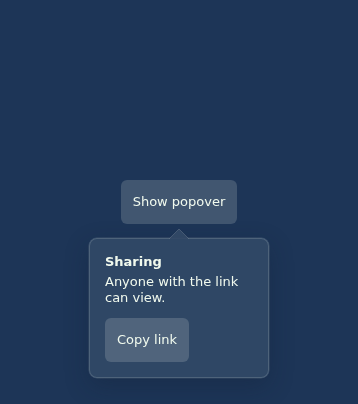 Show popover
Sharing
Anyone with the link
can view.
Copy link